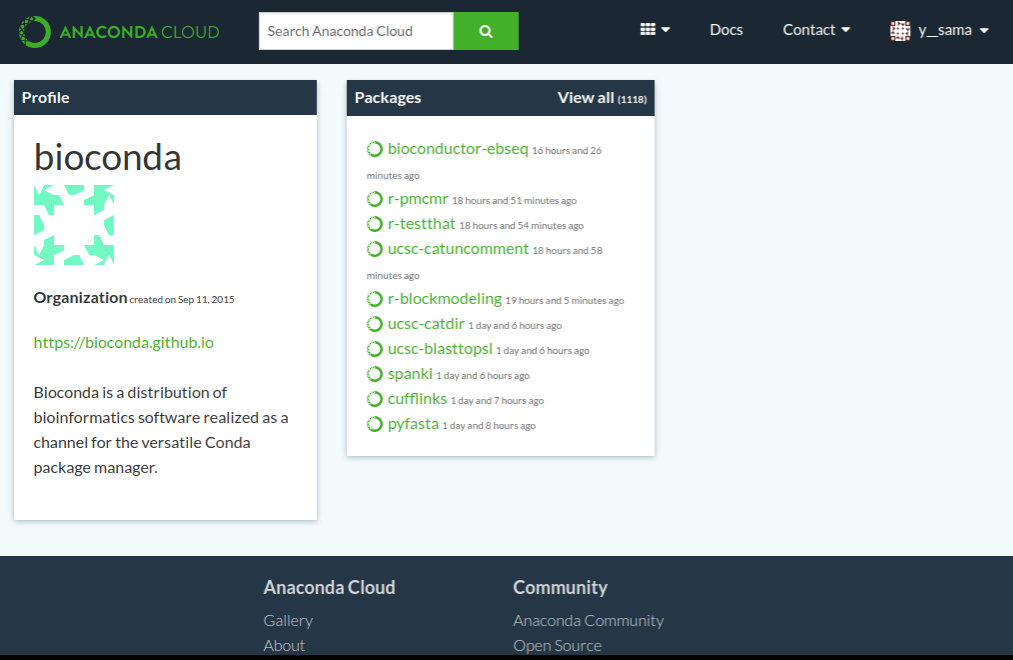 ANACONDA CLOUD
Search Anaconda Cloud
Docs
Contact
y__sama
Profile
bioconda
Organization created on Sep 11, 2015
https://bioconda.github.io
Bioconda is a distribution of
bioinformatics software realized as a
channel for the versatile Conda
package manager.
Packages
View all (1118)
bioconductor-ebseq 16 hours and 26
minutes ago
r-pmcmr 18 hours and 51 minutes ago
r-testthat 18 hours and 54 minutes ago
ucsc-catuncomment 18 hours and 58
minutes ago
r-blockmodeling 19 hours and 5 minutes ago
ucsc-catdir 1 day and 6 hours ago
ucsc-blasttopsl 1 day and 6 hours ago
spanki 1 day and 6 hours ago
cufflinks 1 day and 7 hours ago
pyfasta 1 day and 8 hours ago
Anaconda Cloud
Gallery
About
Community
Anaconda Community
Open Source